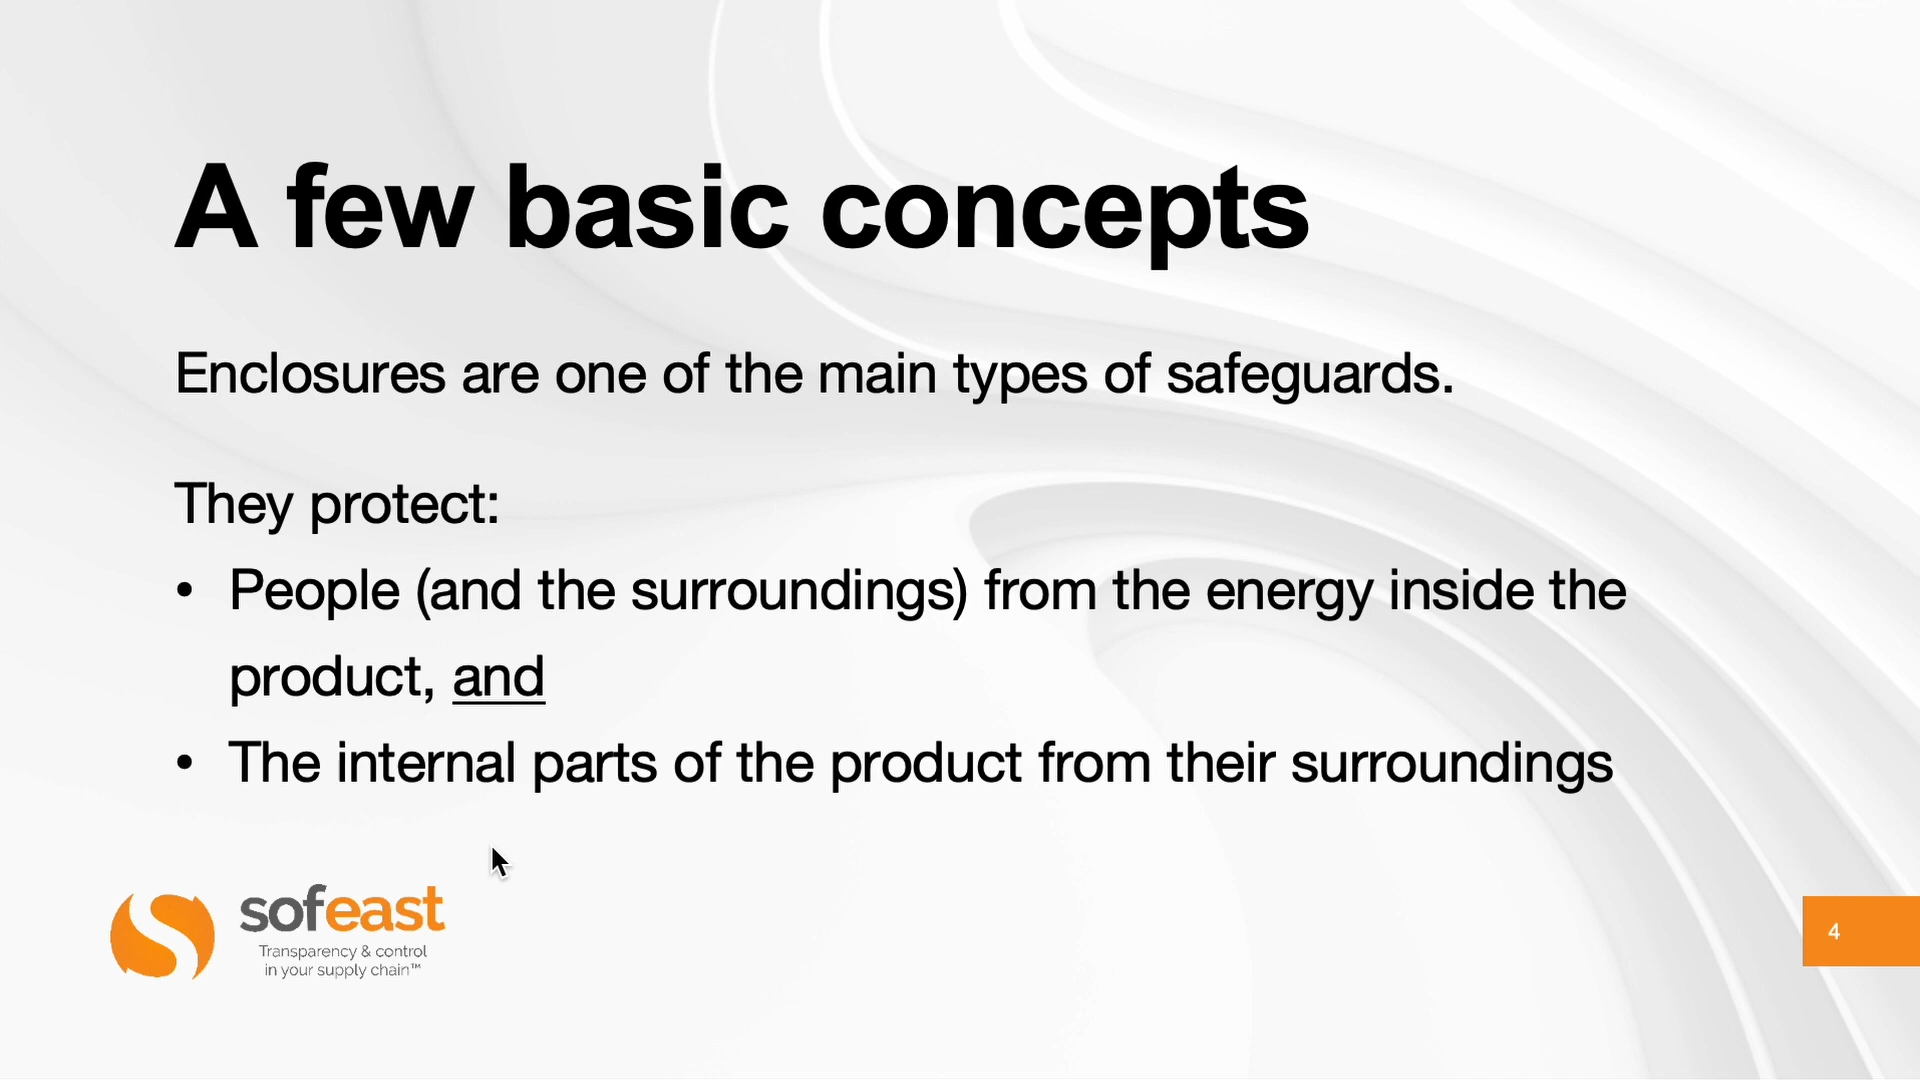 A few basic concepts
Enclosures are one of the main types of safeguards.
They protect:
• People (and the surroundings) from the energy inside the
product, and
• The internal parts of the product from their surroundings
sofeast
Transparency & control
in your supply chain™
4